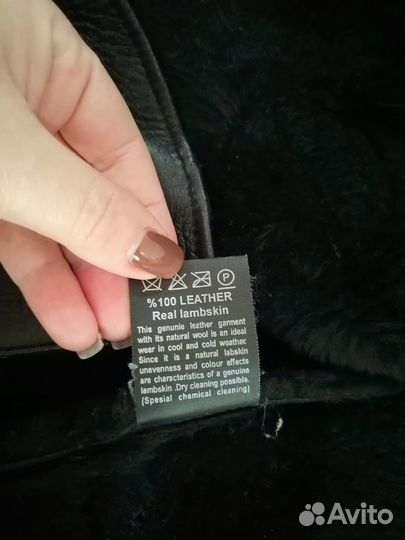 P
%100 LEATHER
Real lambskin
This genunie leather garment
with its natural wool is an ideal
wear in cool and cold weather
Since it is a natural labskin
unevenness and colour effects
are characteristics of a genuine
lambskin .Dry cleaning possible.
(Spesial chemical cleaning)
Avito